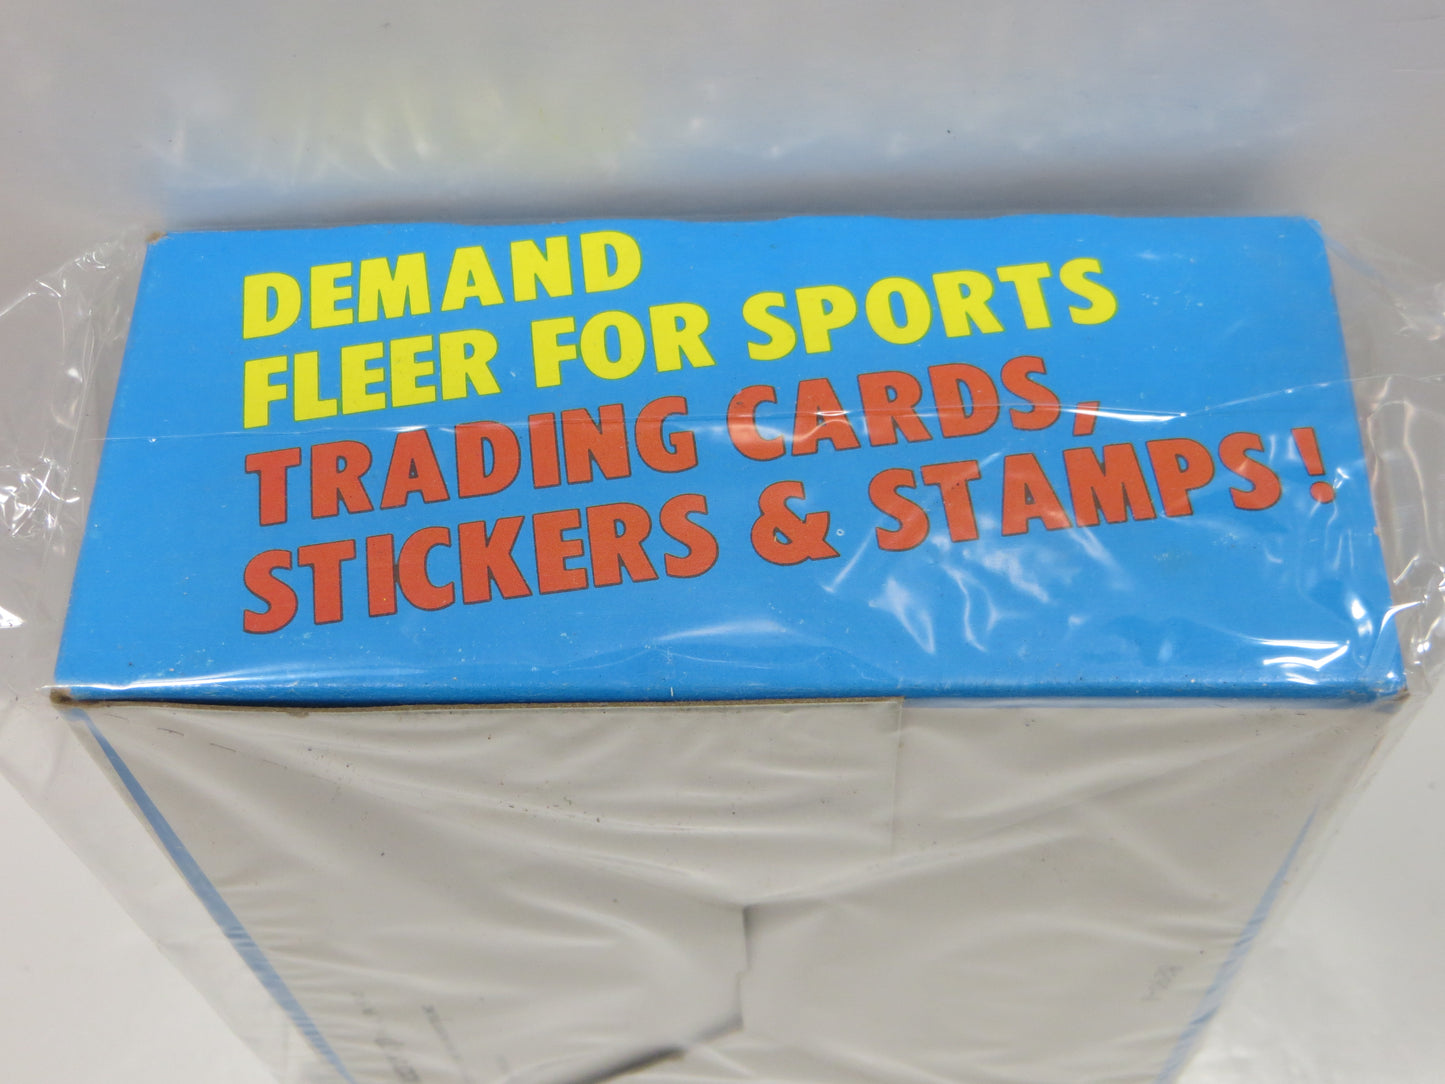 DEMAND
FLEER FOR SPORTS
TRADING CARDS,
STICKERS & STAMPS!